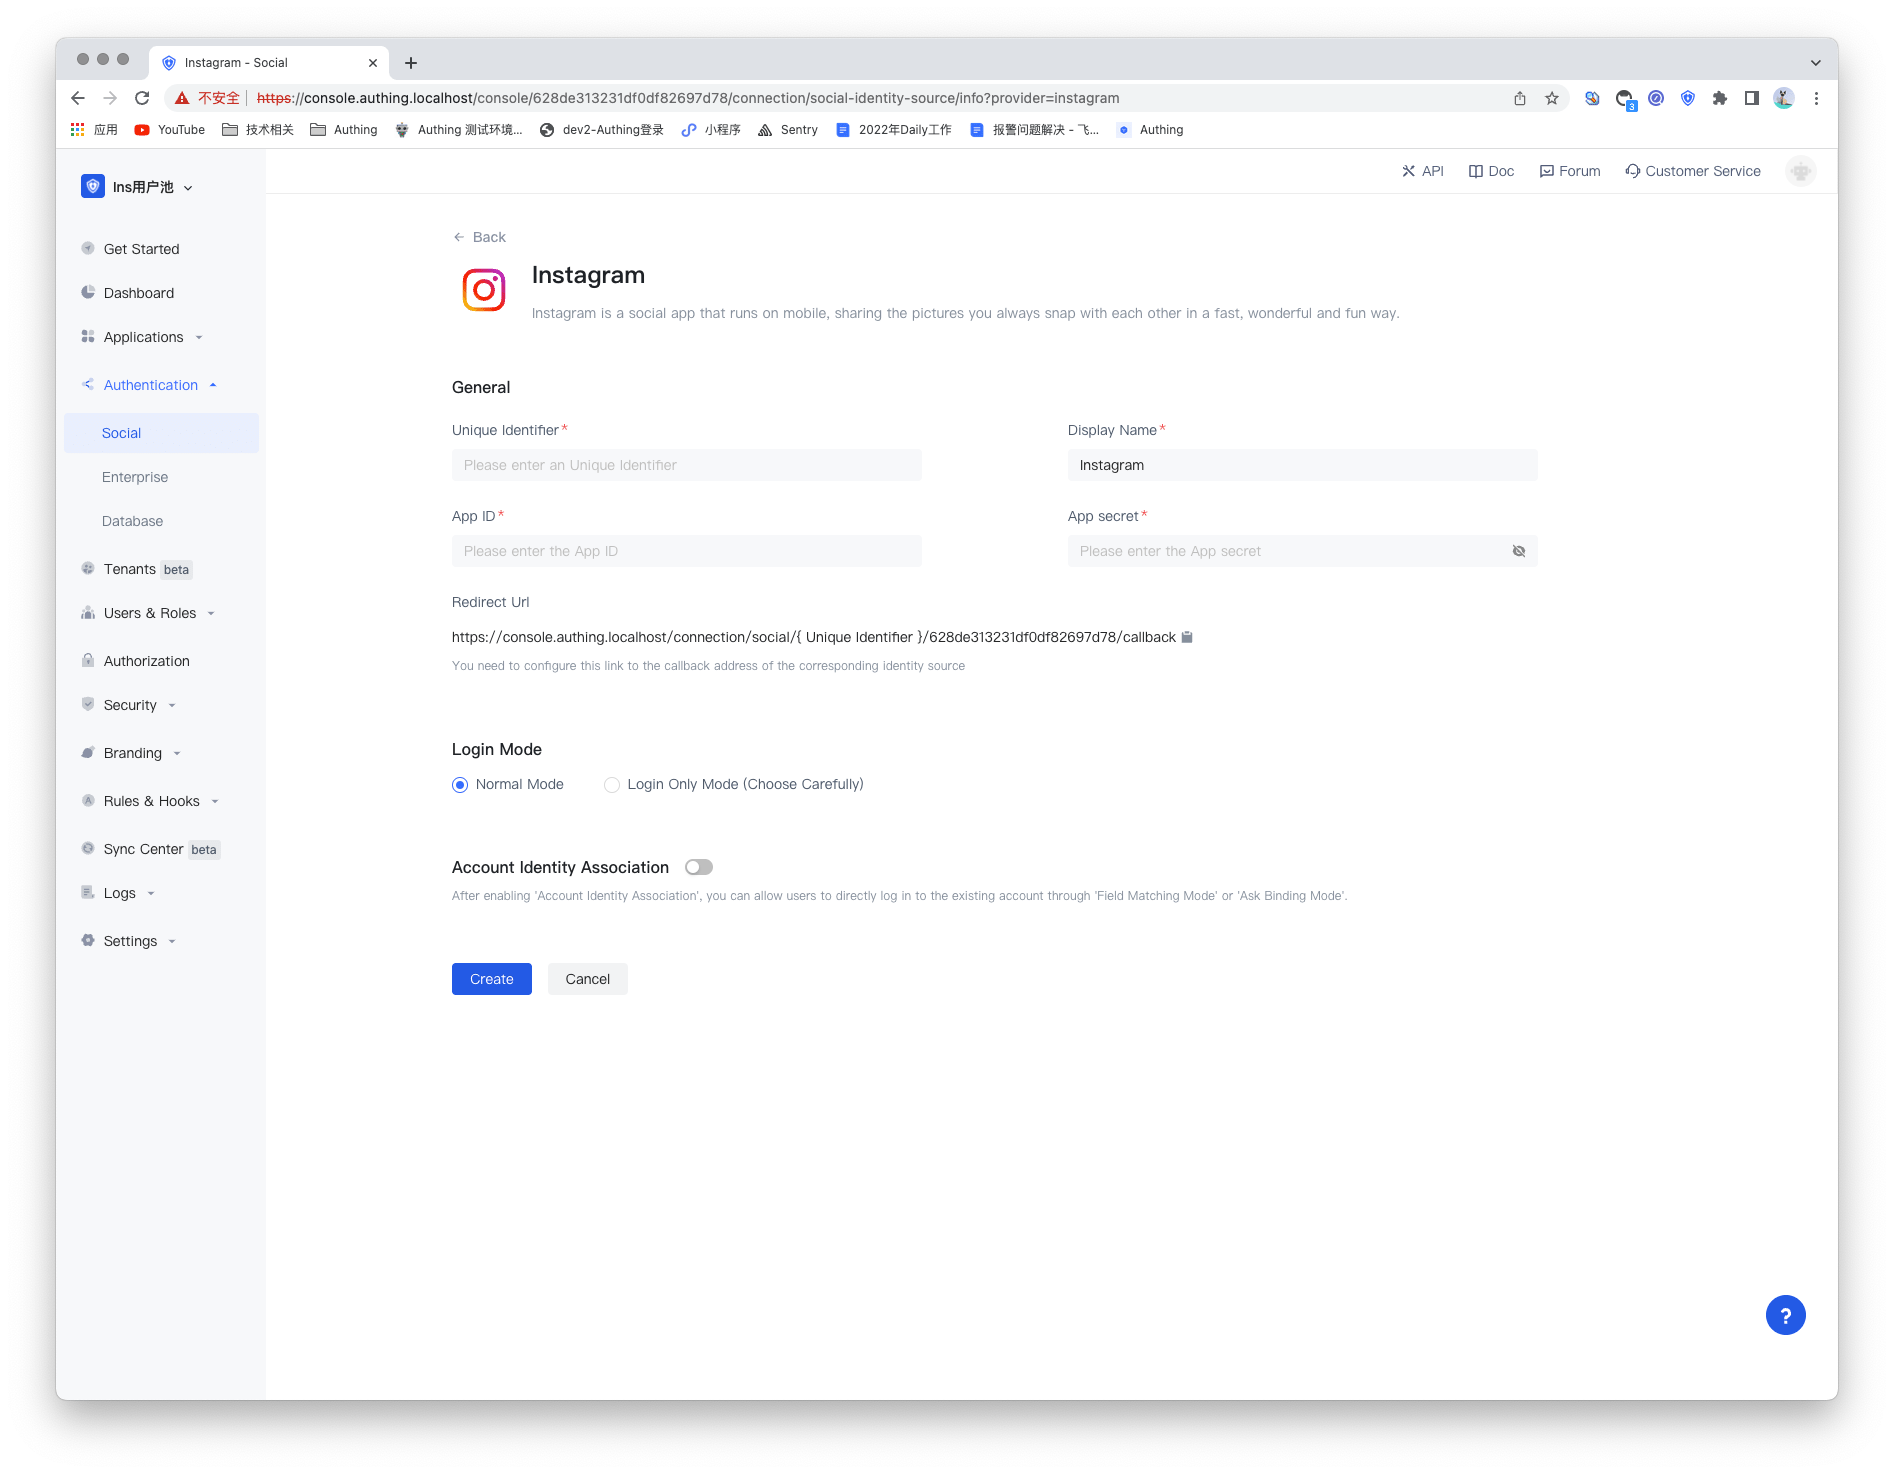 Instagram - Social
不安全
https://console.authing.localhost/console/628de313231df0df82697d78/connection/social-identity-source/info?provider=instagram
3
应用 YouTube 技术相关 Authing Authing 测试环境... dev2-Authing登录 小程序 Sentry 2022年Daily工作 报警问题解决 - 飞... Authing
Ins用户池
API Doc Forum Customer Service
Get Started
Dashboard
Applications
Authentication
Social
Enterprise
Database
Tenants beta
Users & Roles
Authorization
Security
Branding
Rules & Hooks
Sync Center beta
Logs
Settings
Back
Instagram
Instagram is a social app that runs on mobile, sharing the pictures you always snap with each other in a fast, wonderful and fun way.
General
Unique Identifier*
Please enter an Unique Identifier
Display Name*
Instagram
App ID*
Please enter the App ID
App secret*
Please enter the App secret
Redirect Url
https://console.authing.localhost/connection/social/{ Unique Identifier }/628de313231df0df82697d78/callback
You need to configure this link to the callback address of the corresponding identity source
Login Mode
Normal Mode
Login Only Mode (Choose Carefully)
Account Identity Association
After enabling 'Account Identity Association', you can allow users to directly log in to the existing account through 'Field Matching Mode' or 'Ask Binding Mode'.
Create
Cancel
?